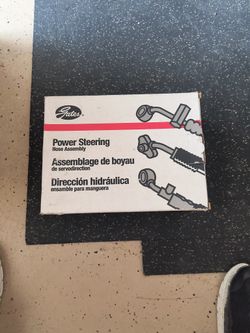 Gates
Power Steering
Hose Assembly
Assemblage de boyau
de servodirection
Dirección hidráulica
ensamble para manguera